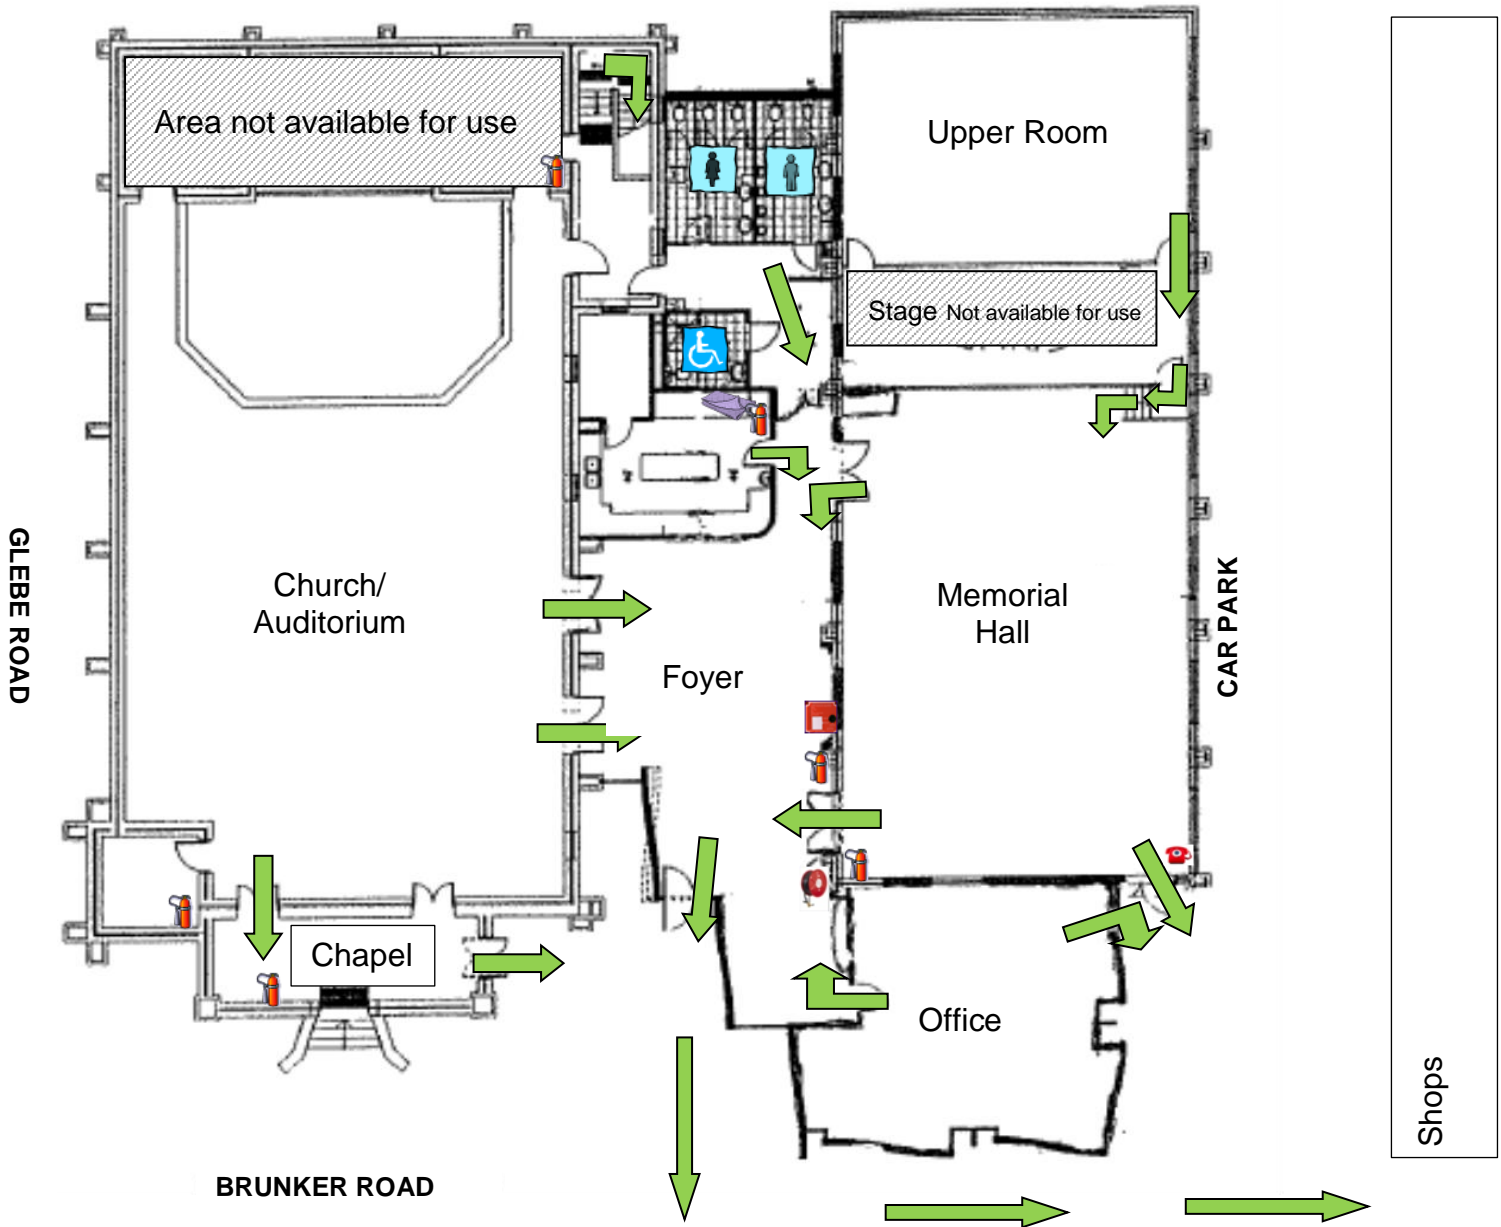 Area not available for use
Upper Room
Stage Not available for use
Church/
Auditorium
Memorial
Hall
Foyer
GLEBE ROAD
CAR PARK
Chapel
Office
Shops
BRUNKER ROAD